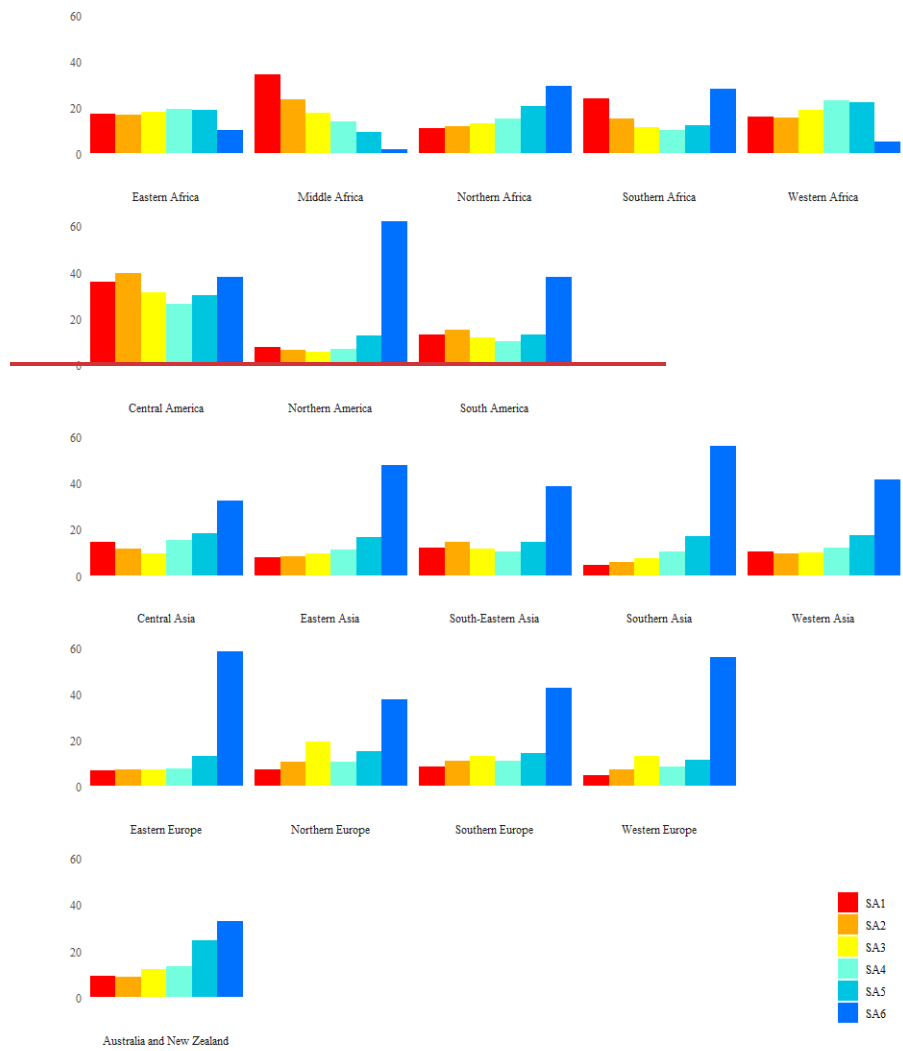 60
40
20
0
Eastern Africa Middle Africa Northern Africa Southern Africa Western Africa
60
40
20
0
Central America Northern America South America
60
40
20
0
Central Asia Eastern Asia South-Eastern Asia Southern Asia Western Asia
60
40
20
0
Eastern Europe Northern Europe Southern Europe Western Europe
60
40
20
0
Australia and New Zealand
SA1
SA2
SA3
SA4
SA5
SA6